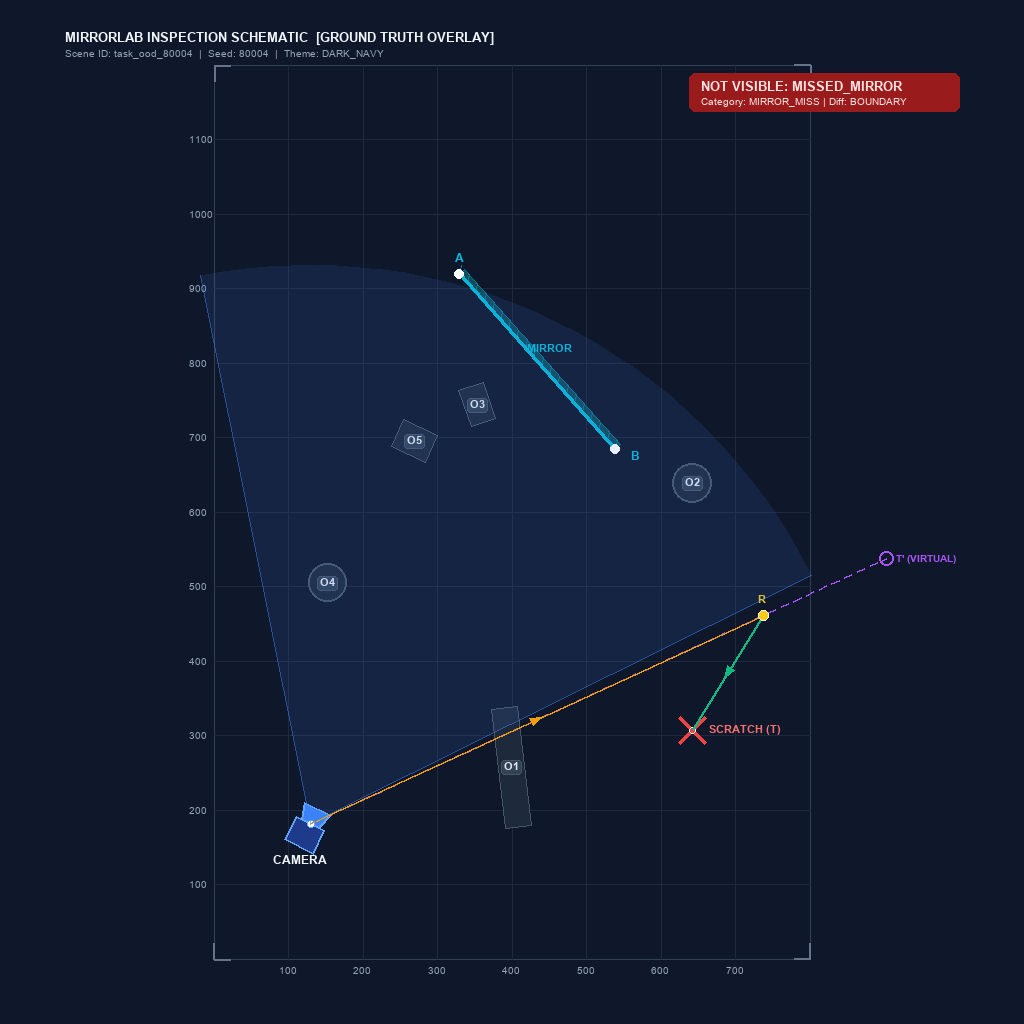 MIRRORLAB INSPECTION SCHEMATIC [GROUND TRUTH OVERLAY]
Scene ID: task_ood_80004 | Seed: 80004 | Theme: DARK_NAVY
NOT VISIBLE: MISSED_MIRROR
Category: MIRROR_MISS | Diff: BOUNDARY
1100
1000
A
900
MIRROR
800
O3
700
O5
B
O2
600
T' (VIRTUAL)
500
O4
R
400
300
SCRATCH (T)
O1
200
CAMERA
100
100 200 300 400 500 600 700